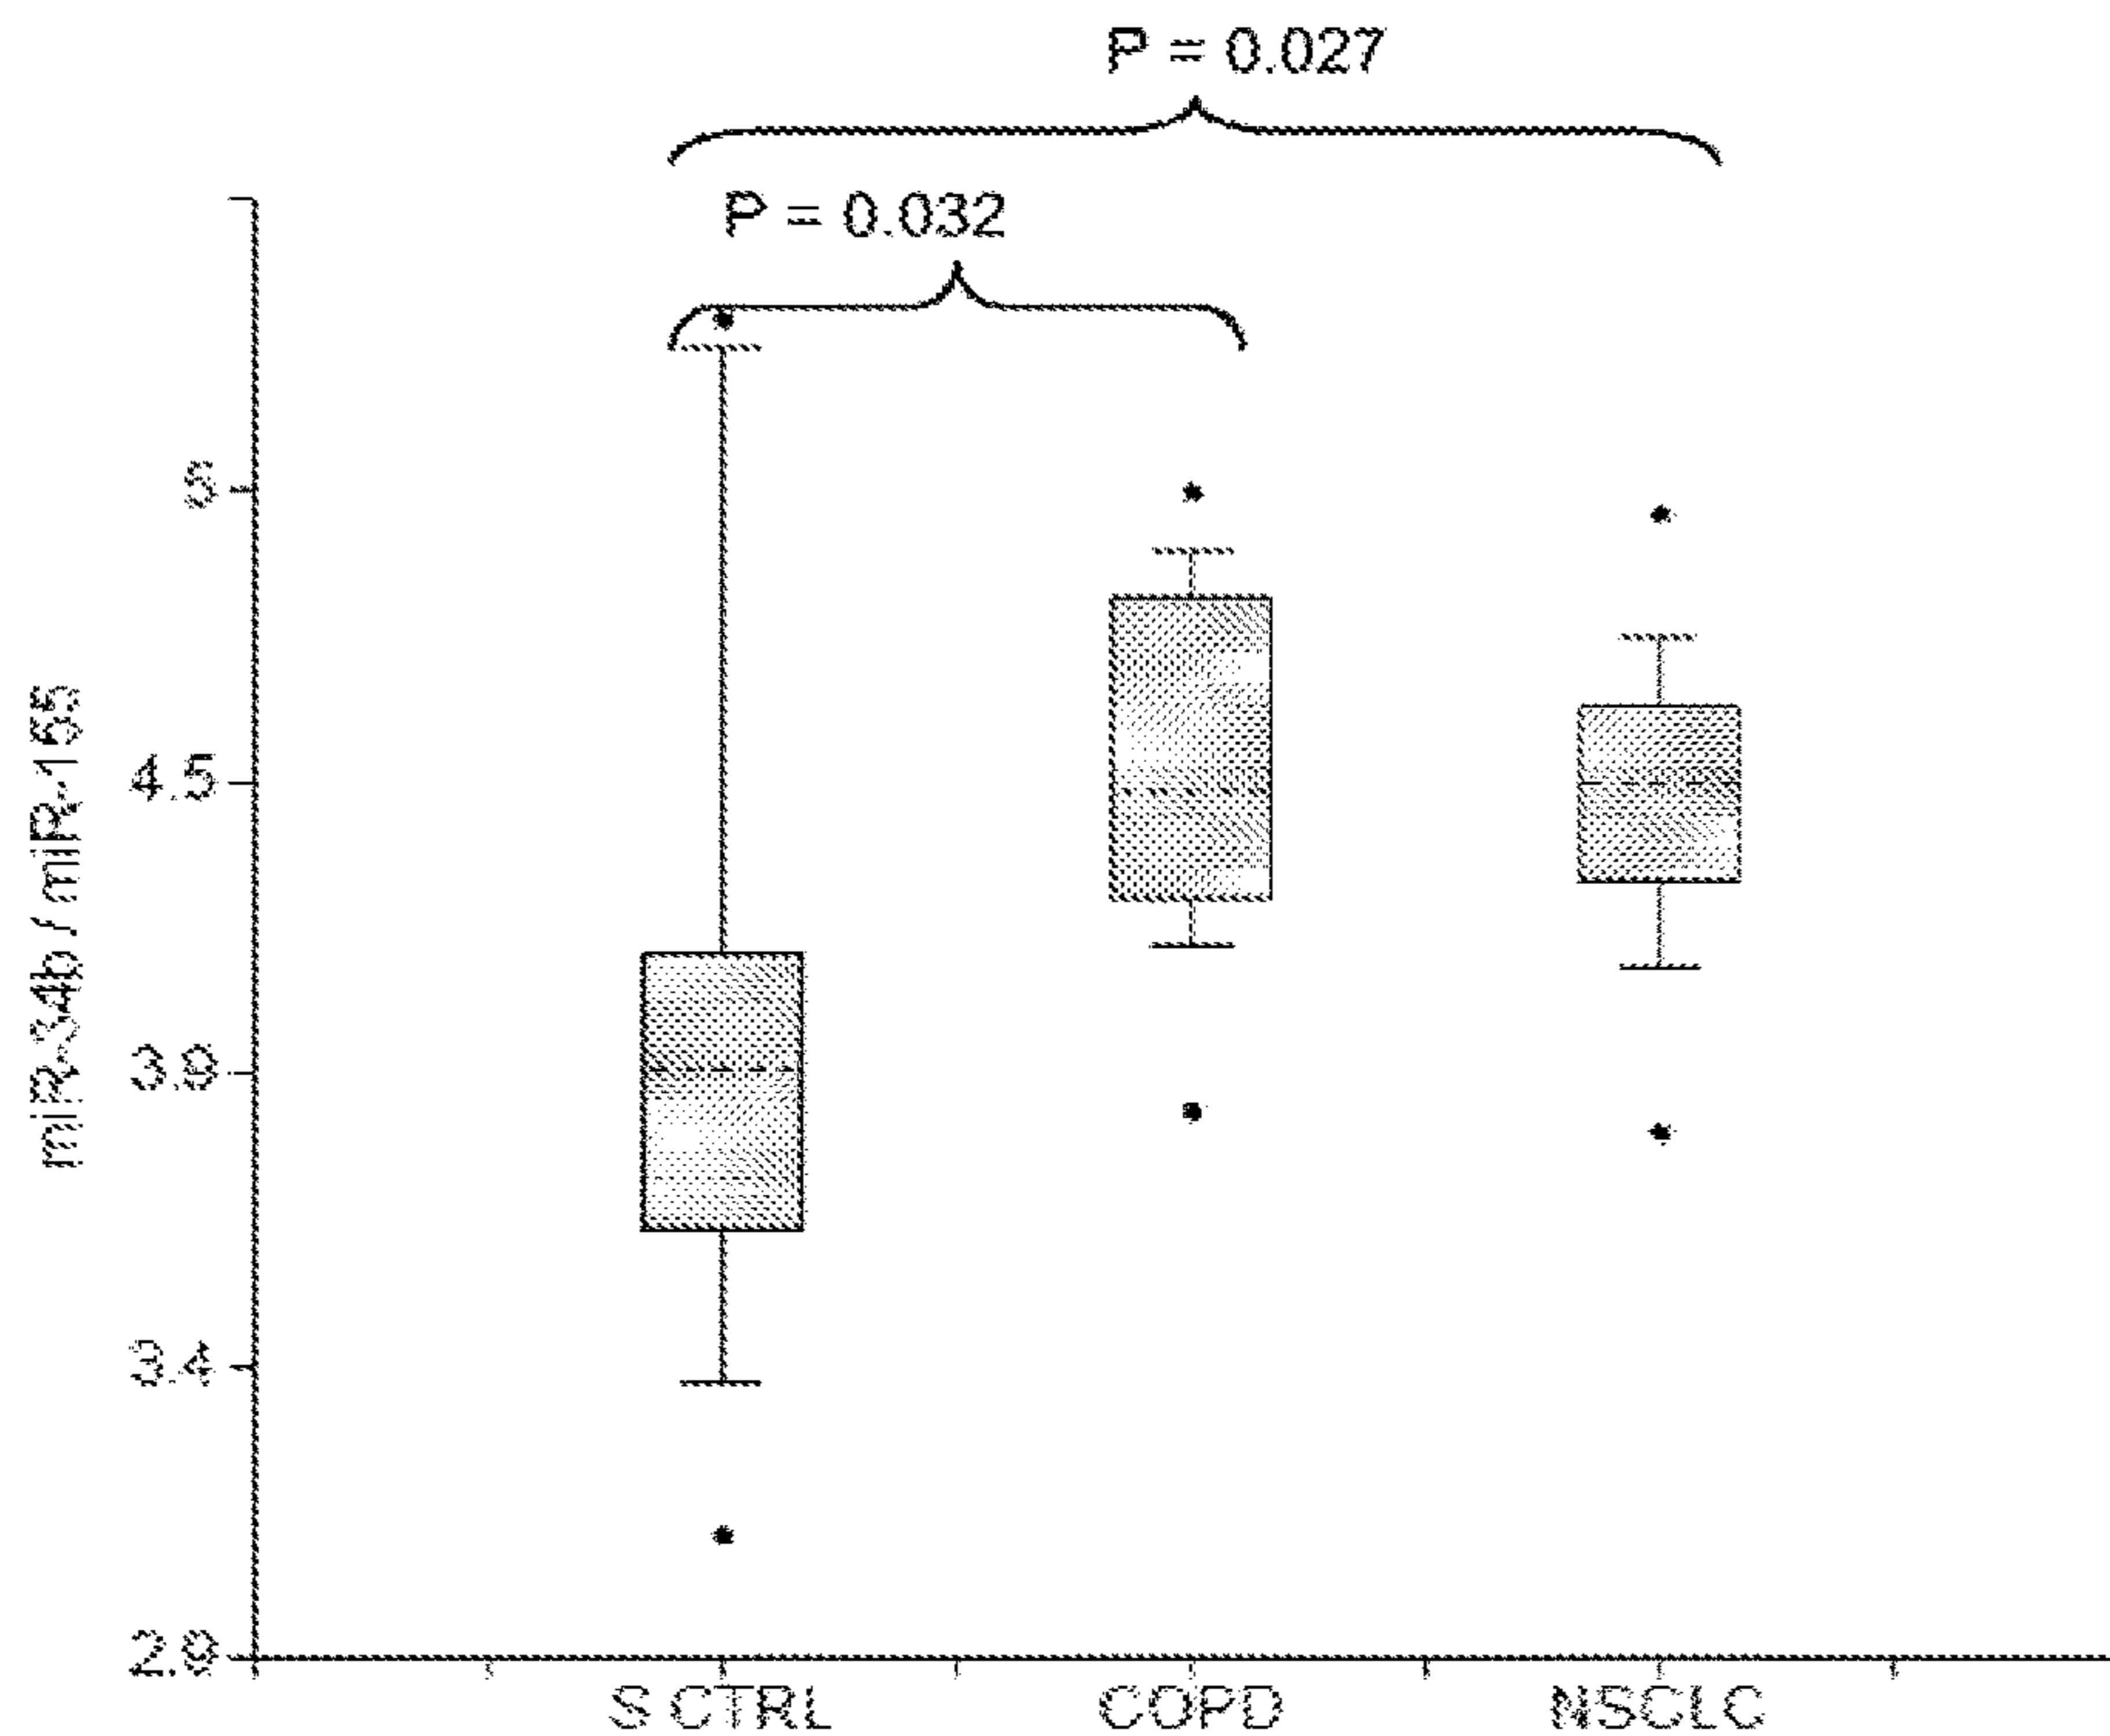 P = 0.027
P = 0.032
5
4.5
3.9
3.4
2.9
miR-34b / miR-155
S CTRL
COPD
NSCLC